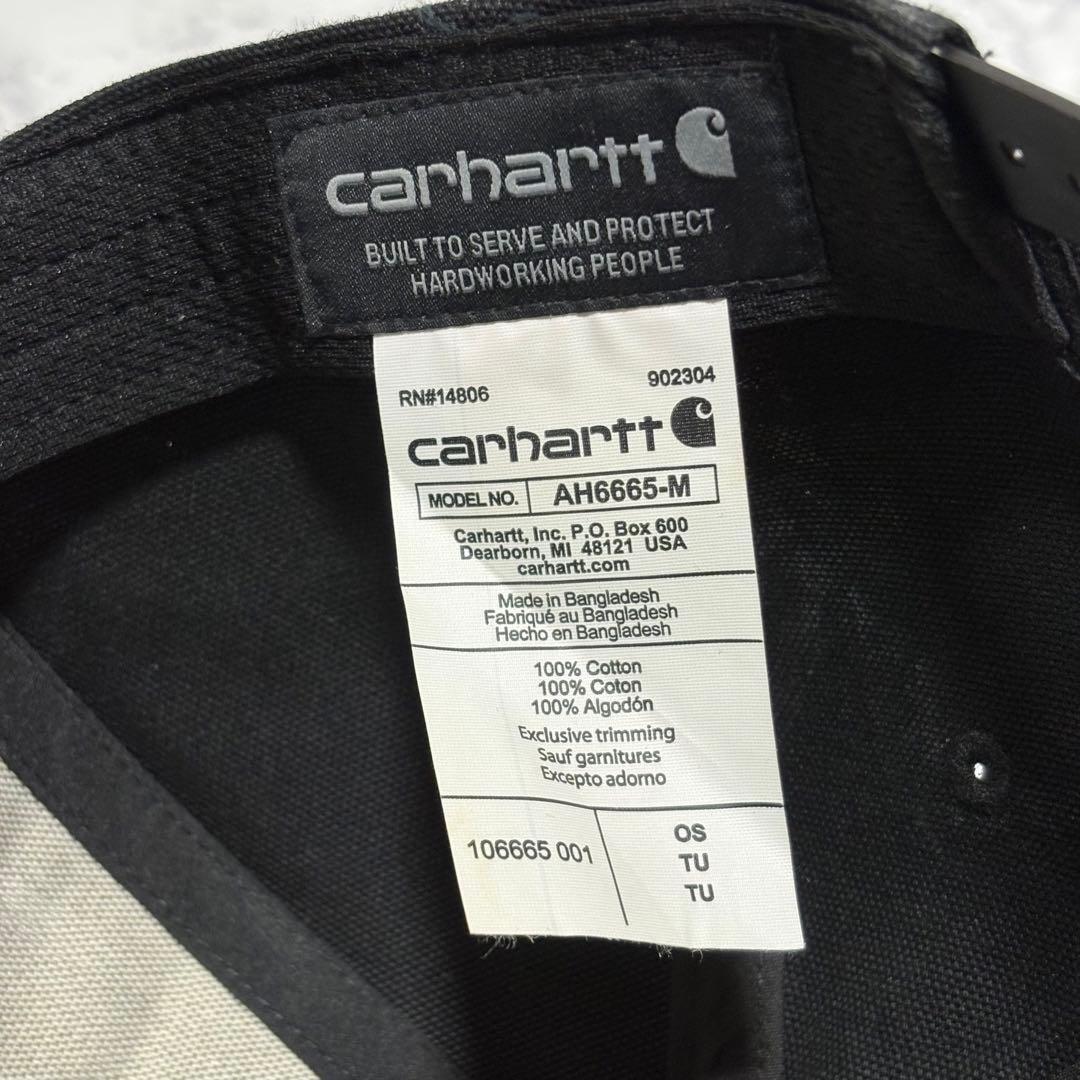 carhartt
BUILT TO SERVE AND PROTECT
HARDWORKING PEOPLE
RN#14806 902304
carhartt
MODEL NO. AH6665-M
Carhartt, Inc. P.O. Box 600
Dearborn, MI 48121 USA
carhartt.com
Made in Bangladesh
Fabriqué au Bangladesh
Hecho en Bangladesh
100% Cotton
100% Coton
100% Algodón
Exclusive trimming
Sauf garnitures
Excepto adorno
106665 001
OS
TU
TU